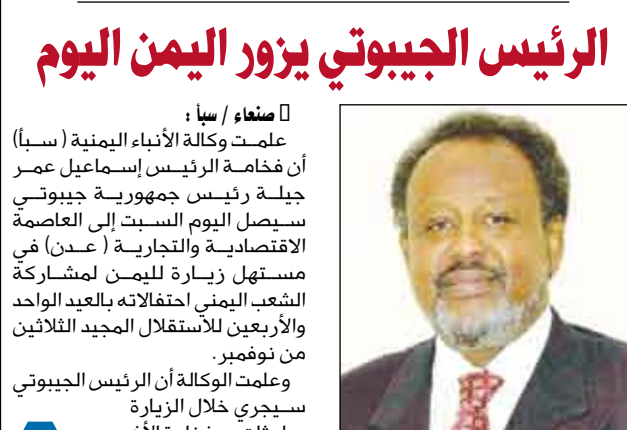 الرئيس الجيبوتي يزور اليمن اليوم
صنعاء / سبأ :
علمت وكالة الأنباء اليمنية ( سبأ)
أن فخامة الرئيس إسماعيل عمر
جيلة رئيس جمهورية جيبوتي
سيصل اليوم السبت إلى العاصمة
الاقتصادية والتجارية ( عدن) في
مستهل زيارة لليمن لمشاركة
الشعب اليمني احتفالاته بالعيد الواحد
والأربعين للاستقلال المجيد الثلاثين
من نوفمبر.
وعلمت الوكالة أن الرئيس الجيبوتي
سيجري خلال الزيارة